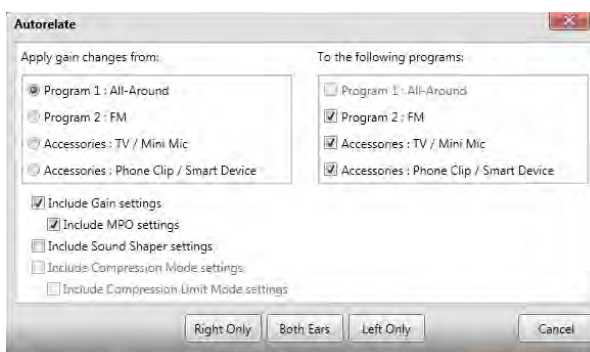 Autorelate
Apply gain changes from:
Program 1 : All-Around
Program 2 : FM
Accessories : TV / Mini Mic
Accessories : Phone Clip / Smart Device
To the following programs:
Program 1 : All-Around
Program 2 : FM
Accessories : TV / Mini Mic
Accessories : Phone Clip / Smart Device
Include Gain settings
Include MPO settings
Include Sound Shaper settings
Include Compression Mode settings
Include Compression Limit Mode settings
Right Only
Both Ears
Left Only
Cancel